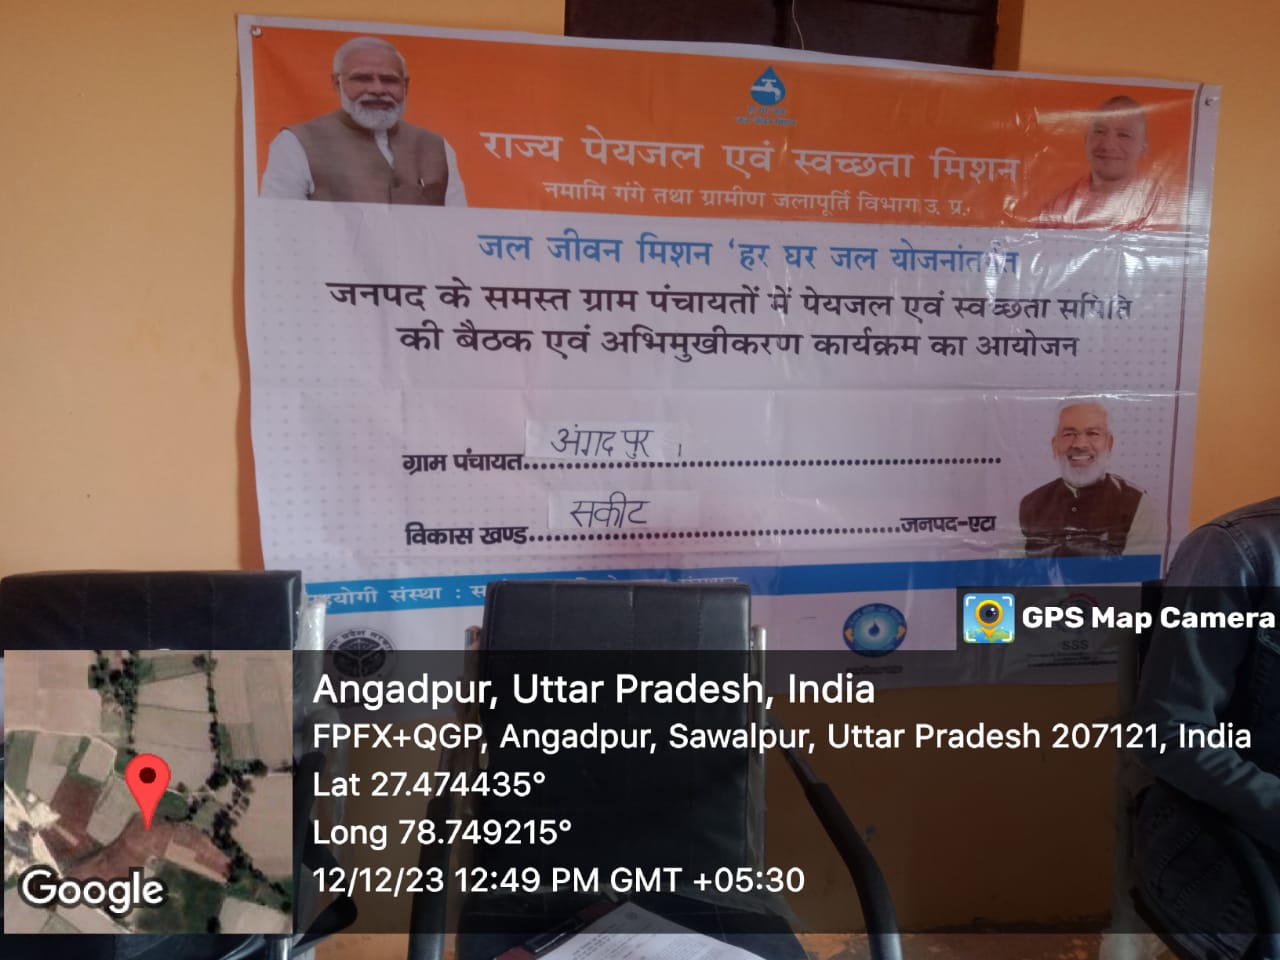 राज्य पेयजल एवं स्वच्छता मिशन
नमामि गंगे तथा ग्रामीण जलापूर्ति विभाग उ. प्र.
जल जीवन मिशन 'हर घर जल योजनांतर्गत
जनपद के समस्त ग्राम पंचायतों में पेयजल एवं स्वच्छता समिति
की बैठक एवं अभिमुखीकरण कार्यक्रम का आयोजन
ग्राम पंचायत अंगदपुर।
विकास खण्ड सकीट जनपद-एटा
सहयोगी संस्था :
SSS
GPS Map Camera
Angadpur, Uttar Pradesh, India
FPFX+QGP, Angadpur, Sawalpur, Uttar Pradesh 207121, India
Lat 27.474435°
Long 78.749215°
12/12/23 12:49 PM GMT +05:30
Google